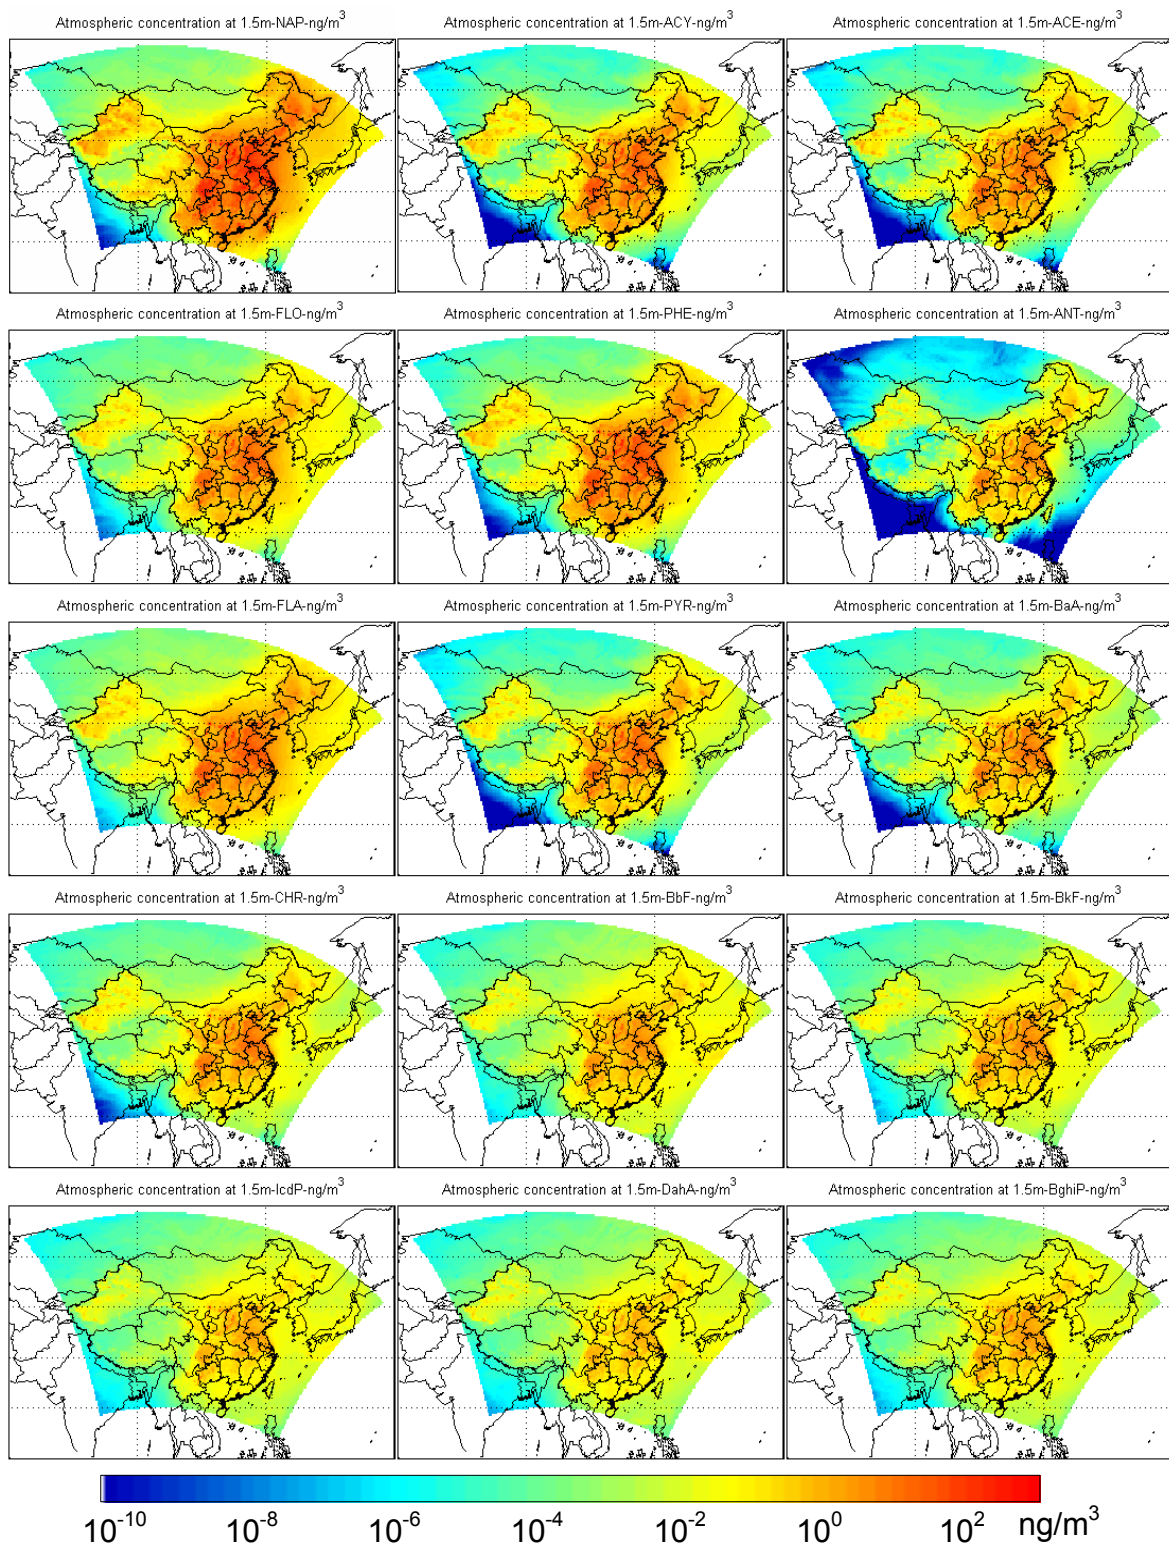 Atmospheric concentration at 1.5m-NAP-ng/m³
Atmospheric concentration at 1.5m-ACY-ng/m³
Atmospheric concentration at 1.5m-ACE-ng/m³
Atmospheric concentration at 1.5m-FLO-ng/m³
Atmospheric concentration at 1.5m-PHE-ng/m³
Atmospheric concentration at 1.5m-ANT-ng/m³
Atmospheric concentration at 1.5m-FLA-ng/m³
Atmospheric concentration at 1.5m-PYR-ng/m³
Atmospheric concentration at 1.5m-BaA-ng/m³
Atmospheric concentration at 1.5m-CHR-ng/m³
Atmospheric concentration at 1.5m-BbF-ng/m³
Atmospheric concentration at 1.5m-BkF-ng/m³
Atmospheric concentration at 1.5m-IcdP-ng/m³
Atmospheric concentration at 1.5m-DahA-ng/m³
Atmospheric concentration at 1.5m-BghiP-ng/m³
10⁻¹⁰ 10⁻⁸ 10⁻⁶ 10⁻⁴ 10⁻² 10⁰ 10² ng/m³